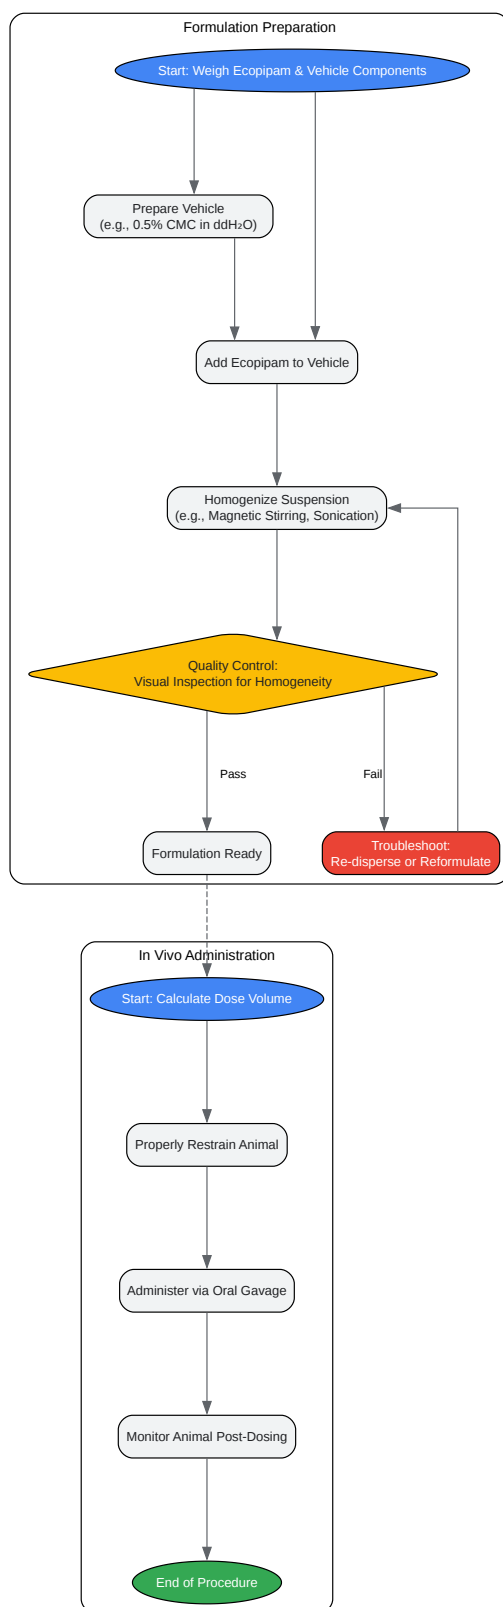 Formulation Preparation
Start: Weigh Ecopipam & Vehicle Components
Prepare Vehicle
(e.g., 0.5% CMC in ddH₂O)
Add Ecopipam to Vehicle
Homogenize Suspension
(e.g., Magnetic Stirring, Sonication)
Quality Control:
Visual Inspection for Homogeneity
Pass
Fail
Formulation Ready
Troubleshoot:
Re-disperse or Reformulate
In Vivo Administration
Start: Calculate Dose Volume
Properly Restrain Animal
Administer via Oral Gavage
Monitor Animal Post-Dosing
End of Procedure